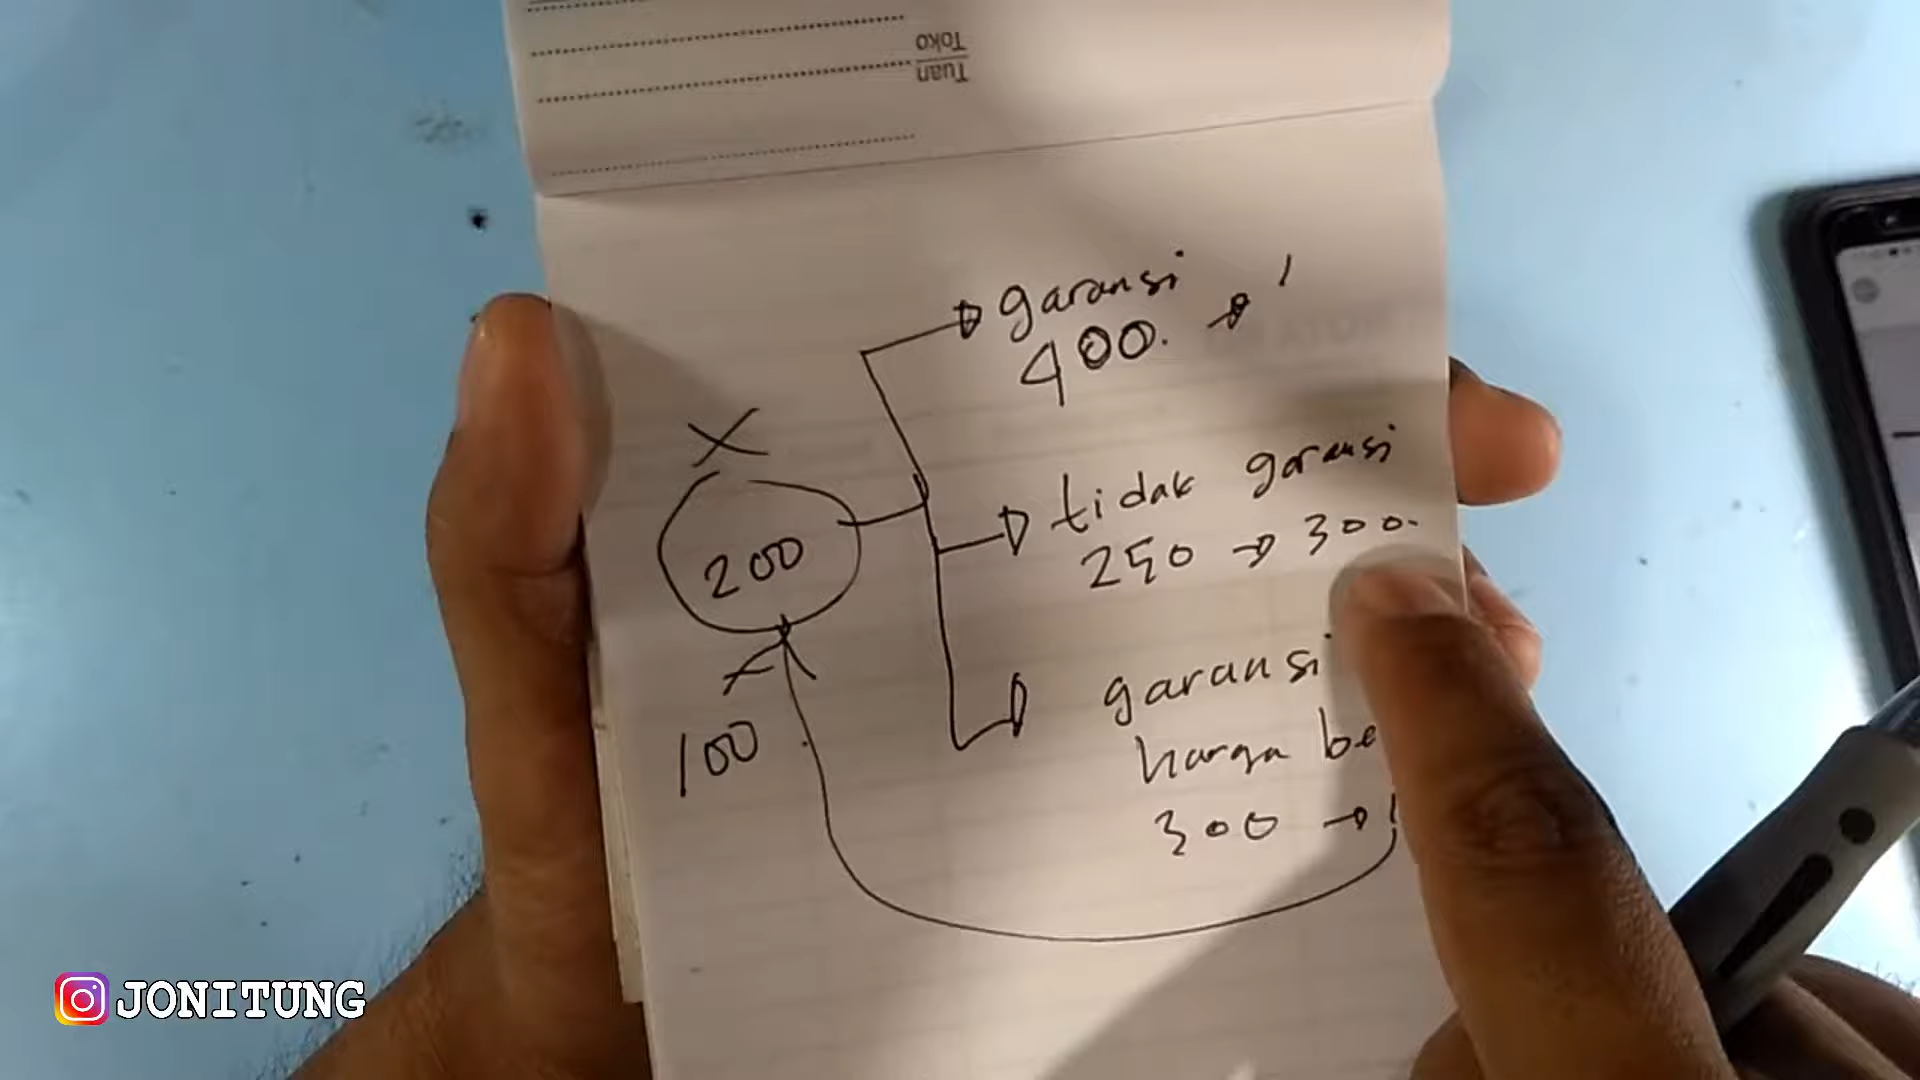 Tuan
Toko
garansi
400.
X
200
tidak garansi
250 → 300.
100
garansi
harga
300 →
JONITUNG